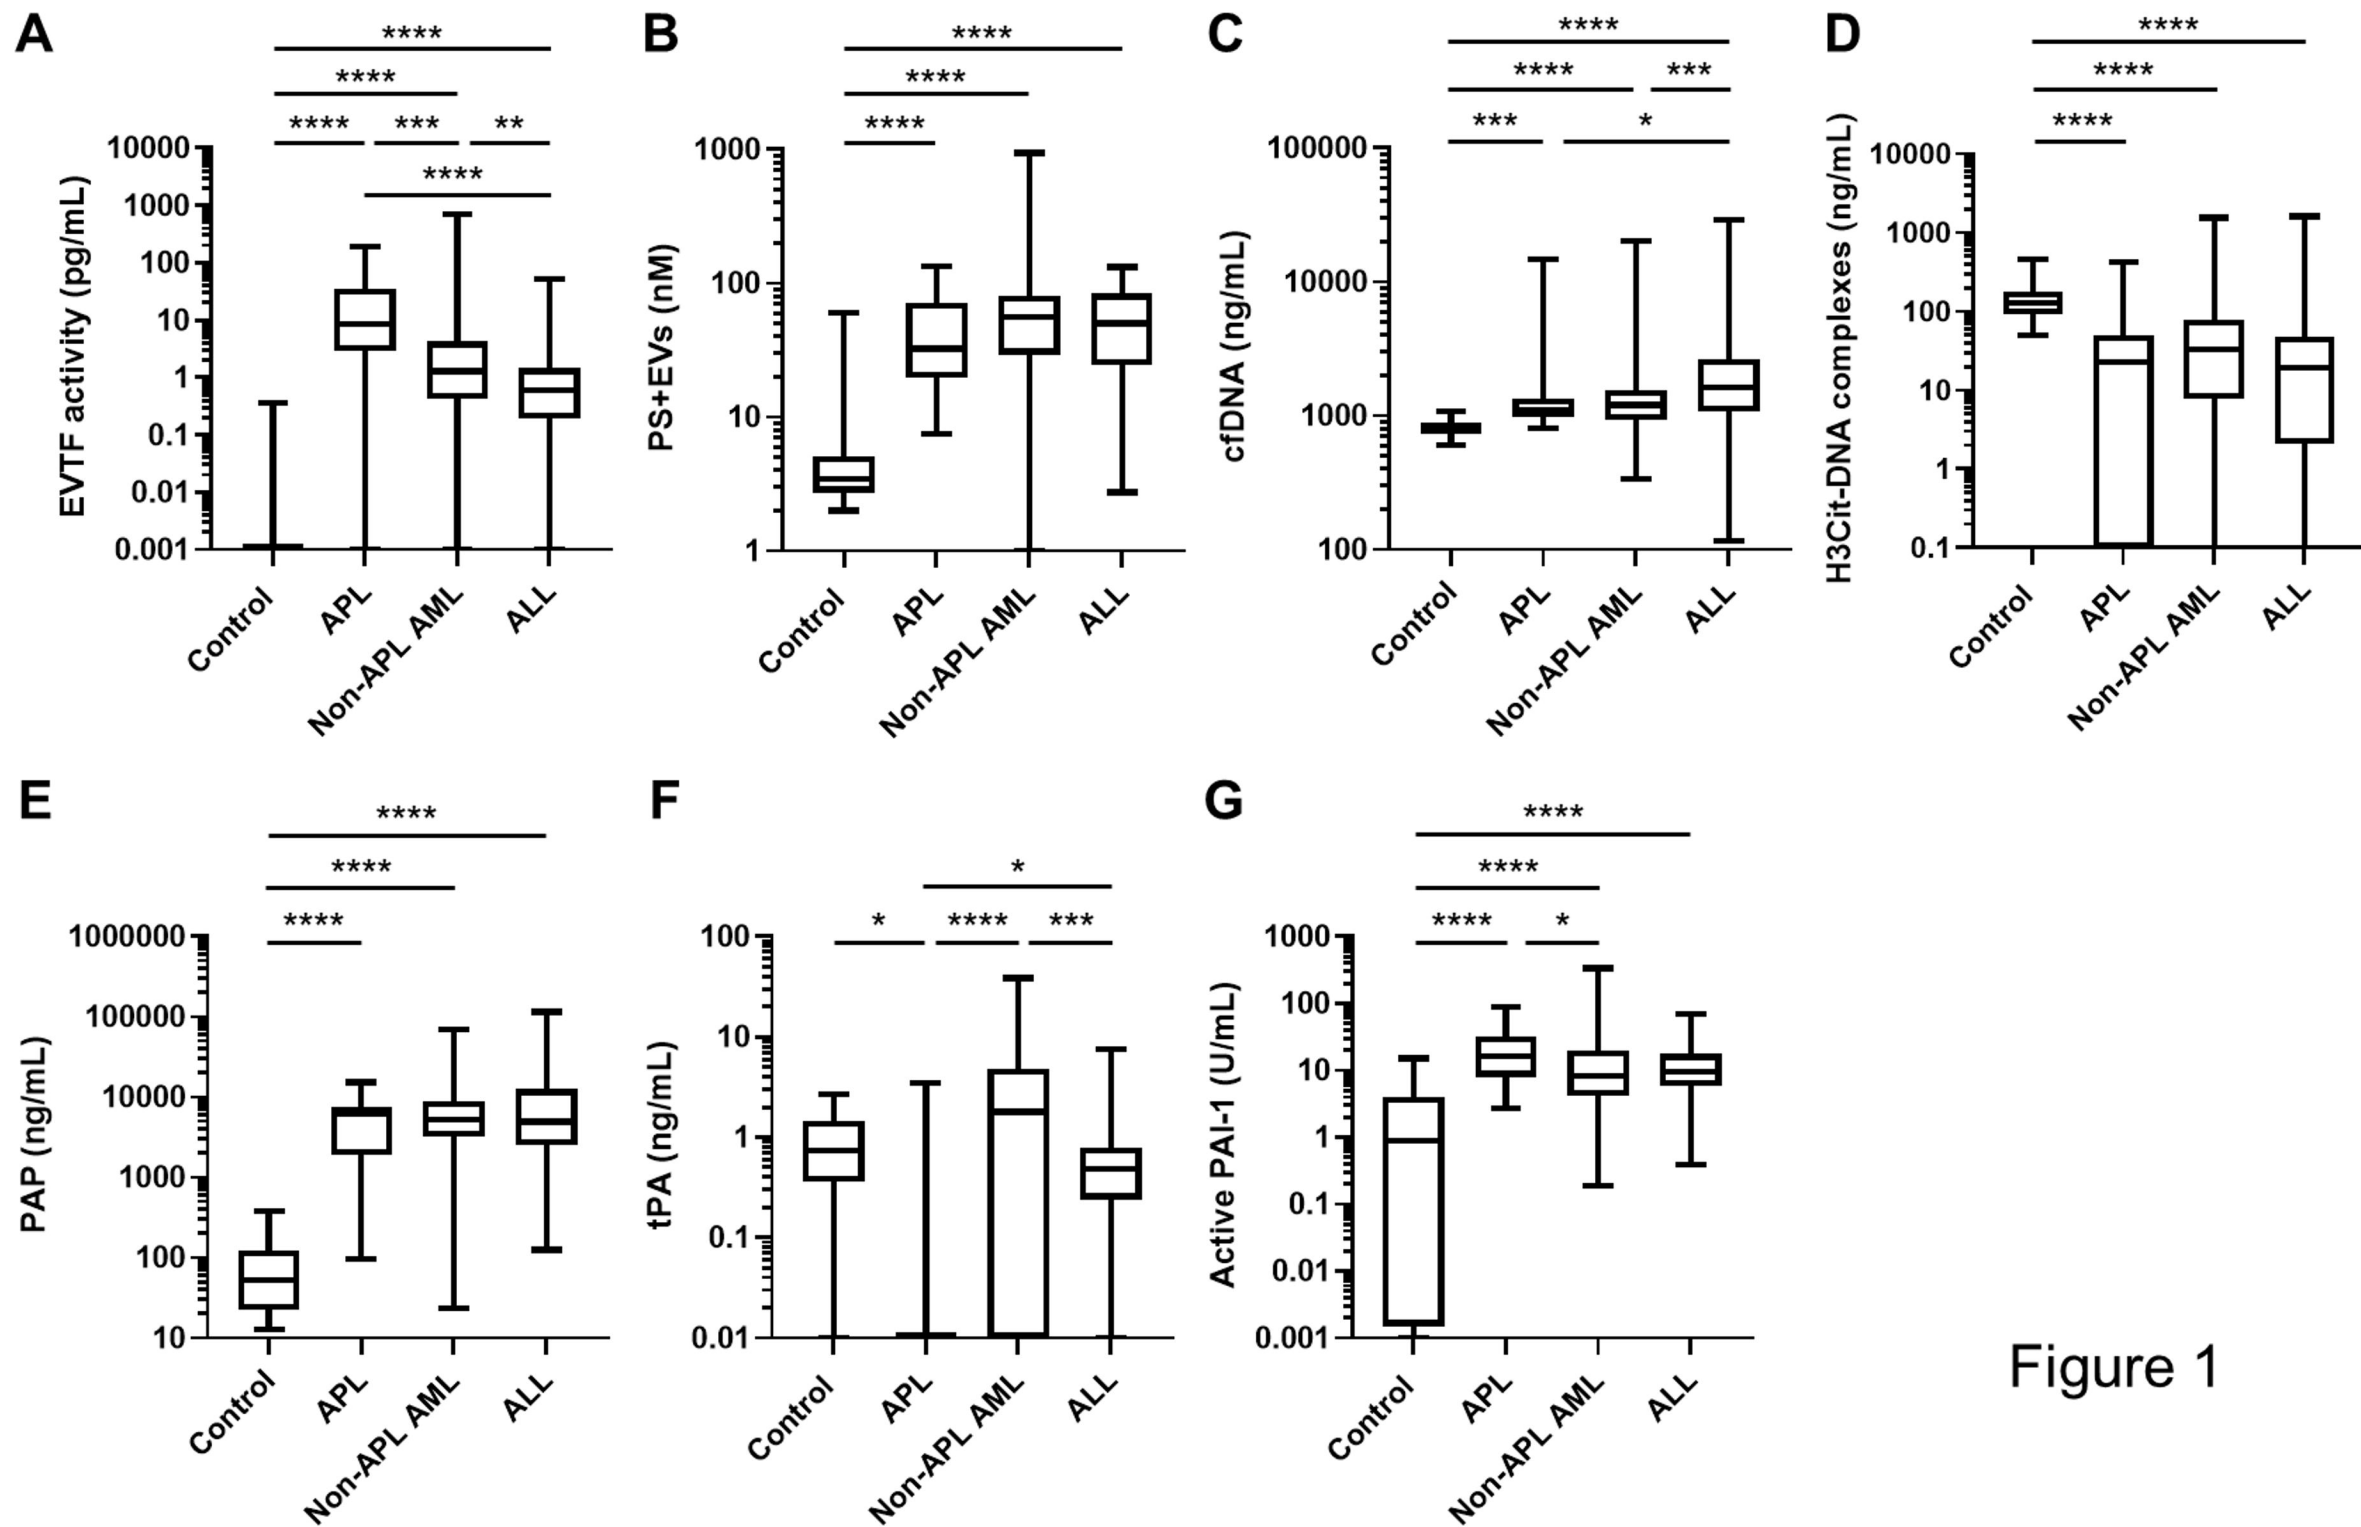 A
****
****
**** *** **
****
EVTF activity (pg/mL)
10000
1000
100
10
1
0.1
0.01
0.001
Control
APL
Non-APL AML
ALL
B
****
****
****
PS+EVs (nM)
1000
100
10
1
Control
APL
Non-APL AML
ALL
C
****
**** ***
*** *
cfDNA (ng/mL)
100000
10000
1000
100
Control
APL
Non-APL AML
ALL
D
****
****
****
H3Cit-DNA complexes (ng/mL)
10000
1000
100
10
1
0.1
Control
APL
Non-APL AML
ALL
E
****
****
****
PAP (ng/mL)
1000000
100000
10000
1000
100
10
Control
APL
Non-APL AML
ALL
F
*
* **** ***
tPA (ng/mL)
100
10
1
0.1
0.01
Control
APL
Non-APL AML
ALL
G
****
****
**** *
Active PAI-1 (U/mL)
1000
100
10
1
0.1
0.01
0.001
Control
APL
Non-APL AML
ALL
Figure 1